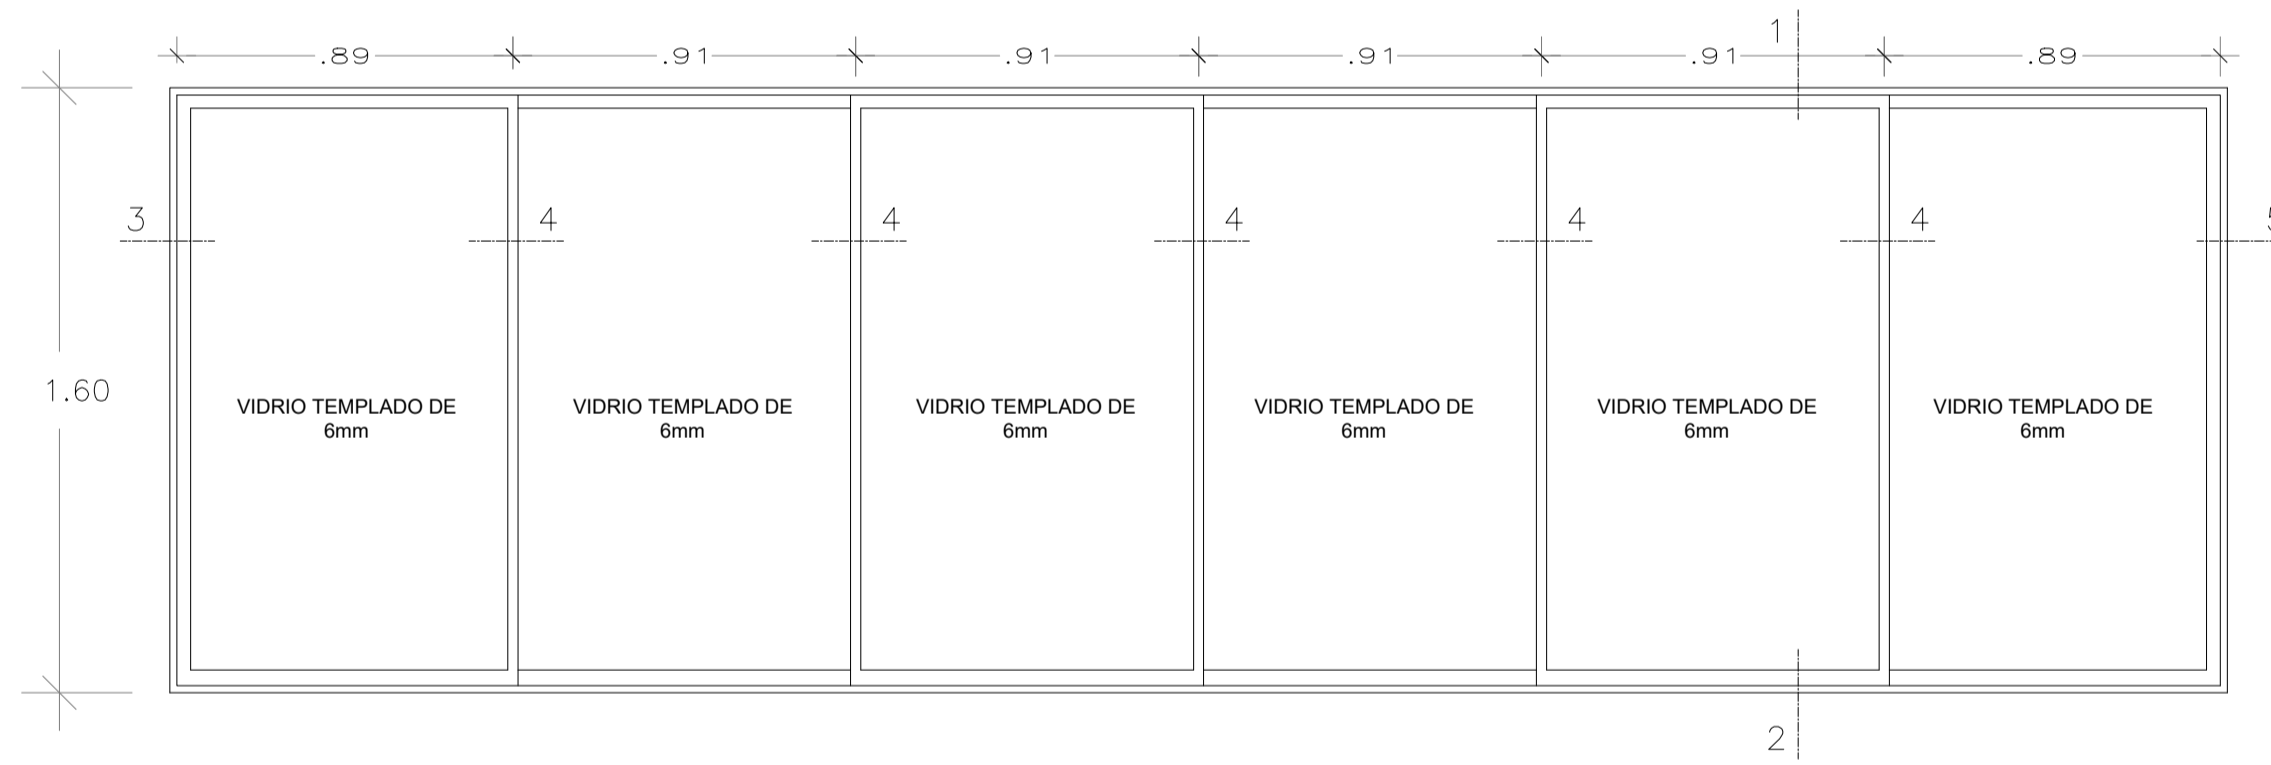 1
.89 .91 .91 .91 .91 .89
3 4 4 4 4 4
1.60
VIDRIO TEMPLADO DE
6mm
VIDRIO TEMPLADO DE
6mm
VIDRIO TEMPLADO DE
6mm
VIDRIO TEMPLADO DE
6mm
VIDRIO TEMPLADO DE
6mm
VIDRIO TEMPLADO DE
6mm
2